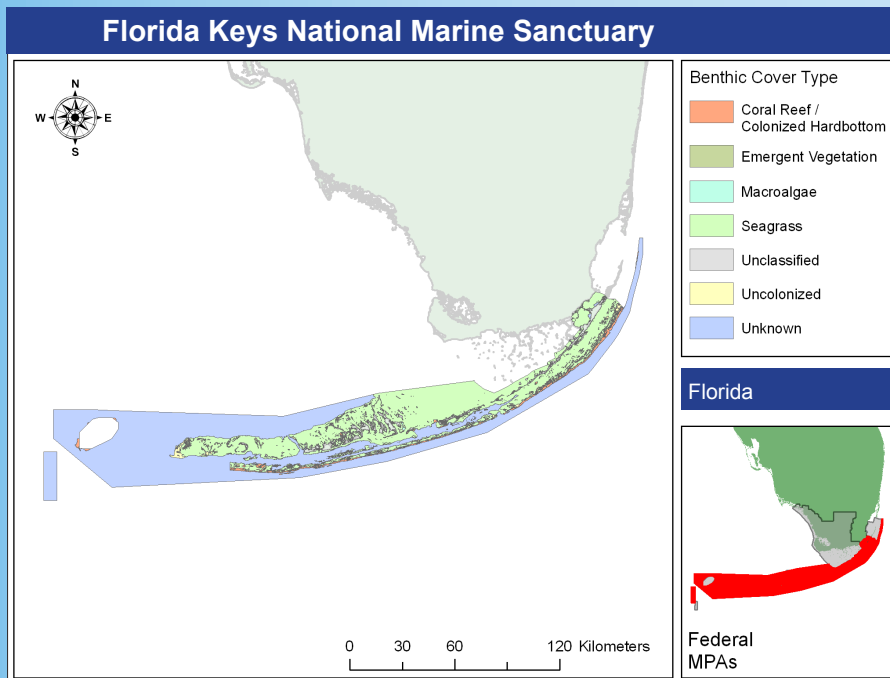 Florida Keys National Marine Sanctuary
N
W E
S
Benthic Cover Type
Coral Reef /
Colonized Hardbottom
Emergent Vegetation
Macroalgae
Seagrass
Unclassified
Uncolonized
Unknown
Florida
0 30 60 120 Kilometers
Federal
MPAs